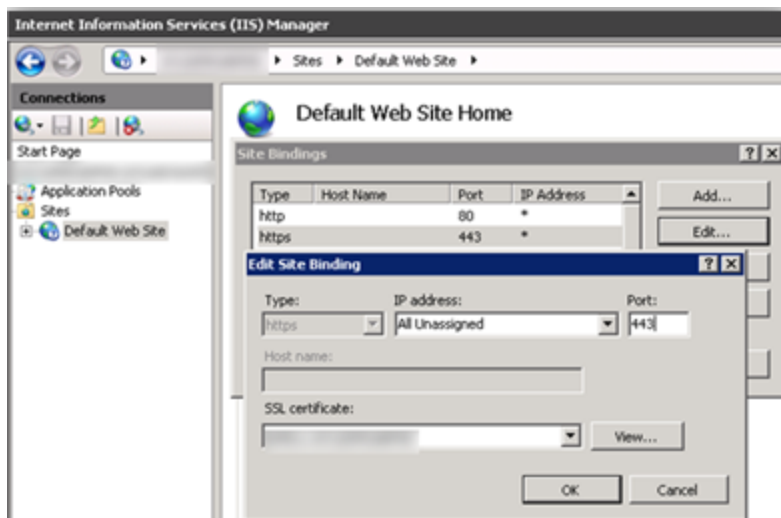 Internet Information Services (IIS) Manager
Sites Default Web Site
Connections
Default Web Site Home
Start Page
Site Bindings
Application Pools
Sites
Default Web Site
Type Host Name Port IP Address
http 80 *
https 443 *
Add...
Edit...
Edit Site Binding
Type: IP address: Port:
https All Unassigned 443
Host name:
SSL certificate:
View...
OK Cancel